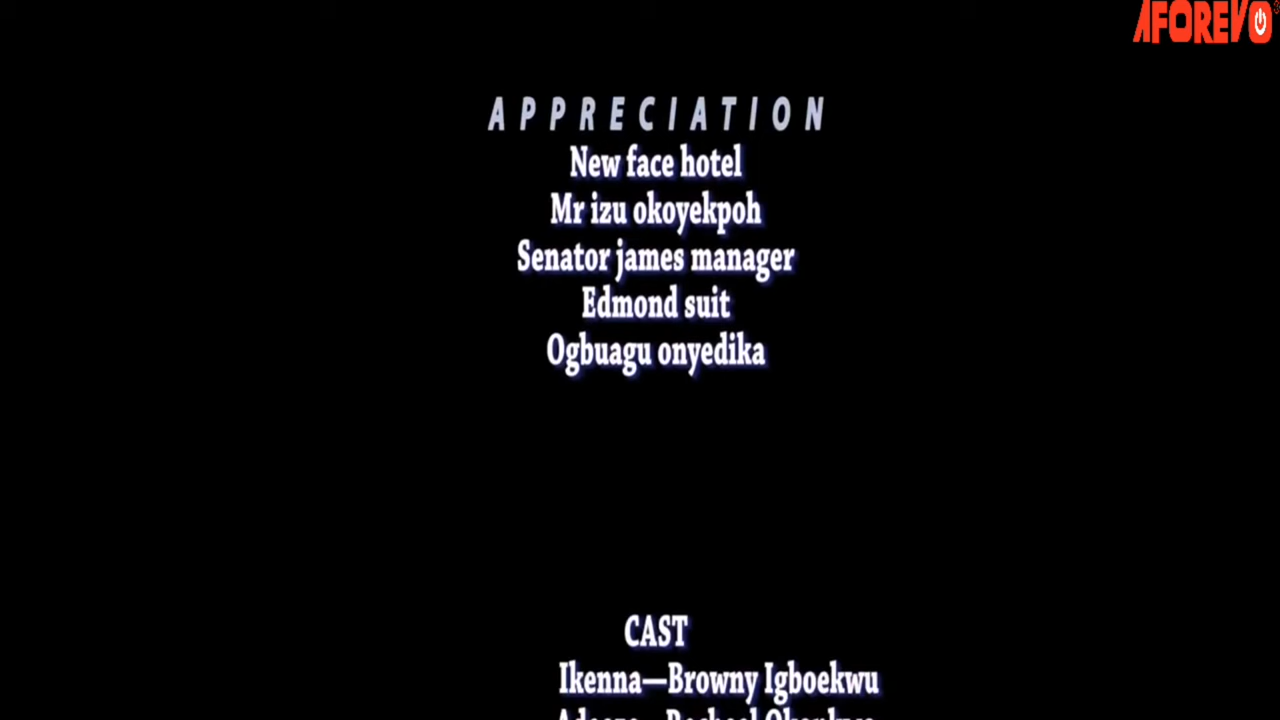 AFOREVO
APPRECIATION
New face hotel
Mr izu okoyekpoh
Senator james manager
Edmond suit
Ogbuagu onyedika
CAST
Ikenna—Browny Igboekwu